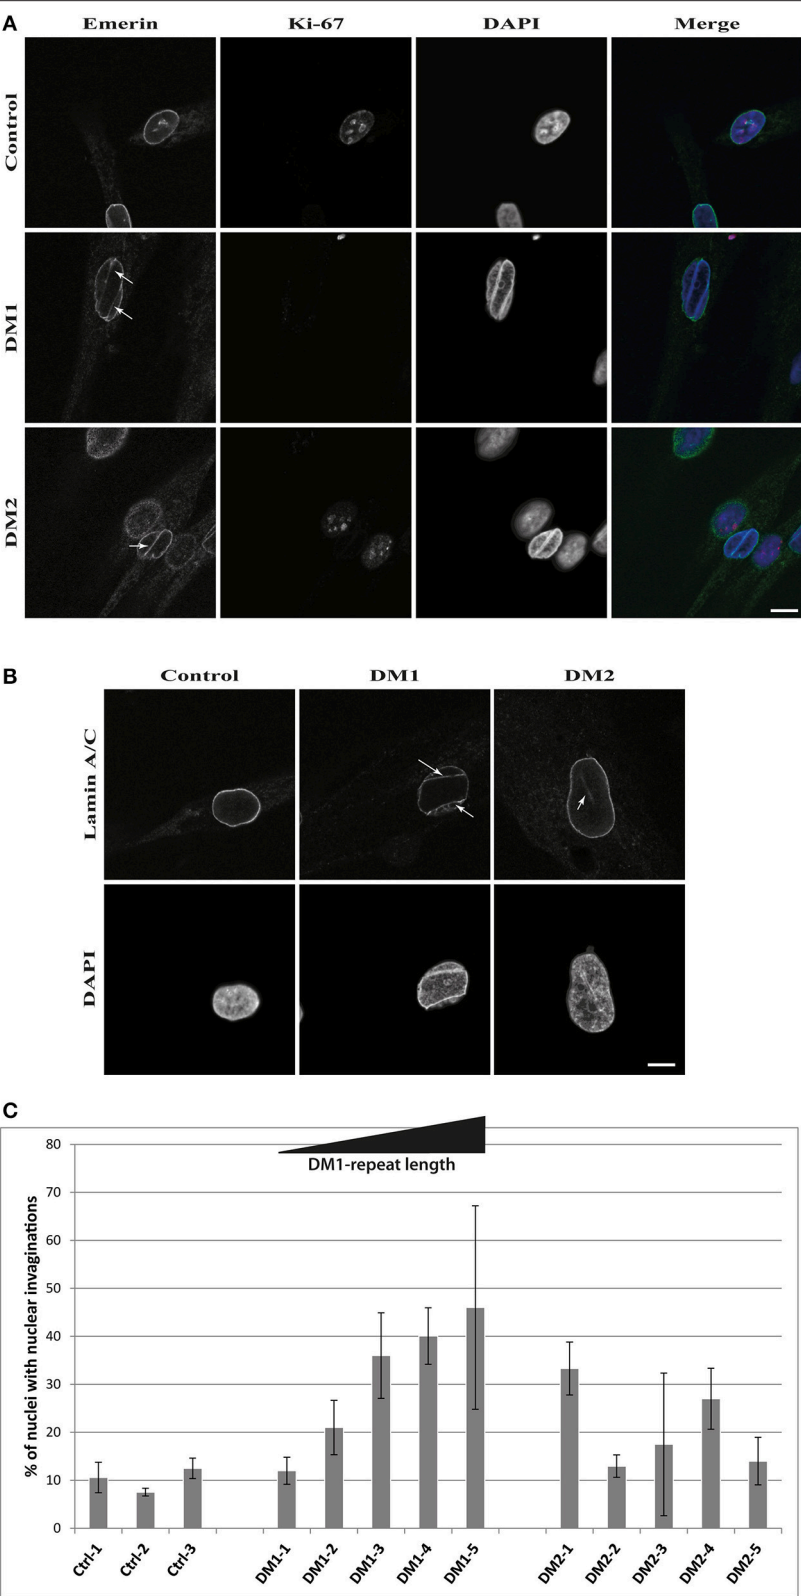 A
Emerin Ki-67 DAPI Merge
Control
DM1
DM2
B
Control DM1 DM2
Lamin A/C
DAPI
C
DM1-repeat length
% of nuclei with nuclear invaginations
80
70
60
50
40
30
20
10
0
Ctrl-1 Ctrl-2 Ctrl-3 DM1-1 DM1-2 DM1-3 DM1-4 DM1-5 DM2-1 DM2-2 DM2-3 DM2-4 DM2-5